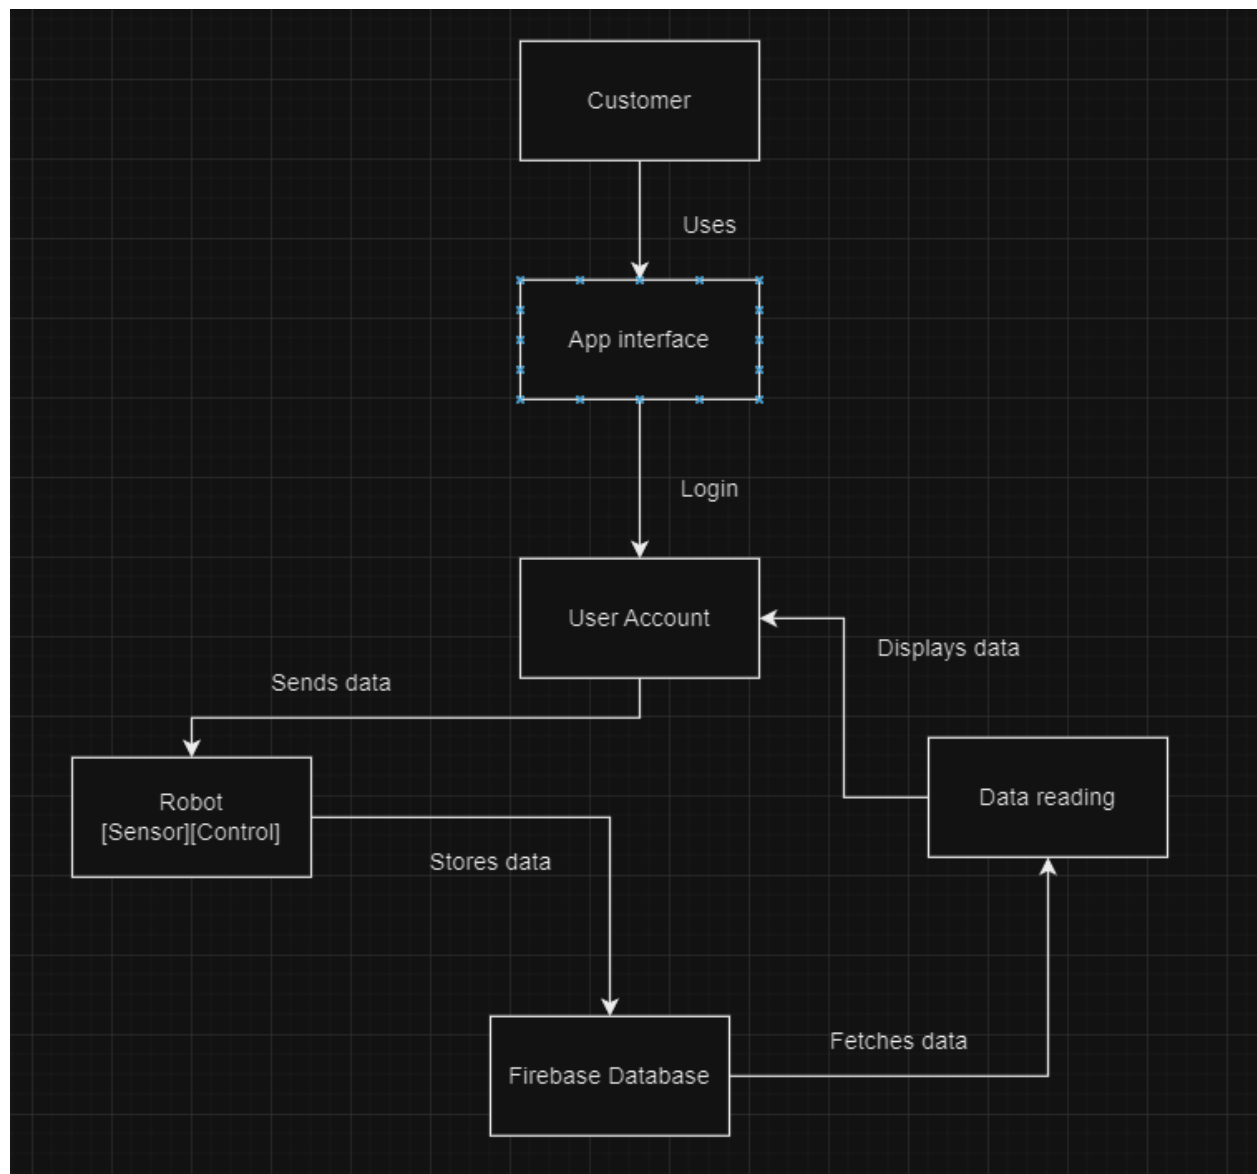 Customer
Uses
App interface
Login
User Account
Displays data
Sends data
Robot
[Sensor][Control]
Data reading
Stores data
Fetches data
Firebase Database